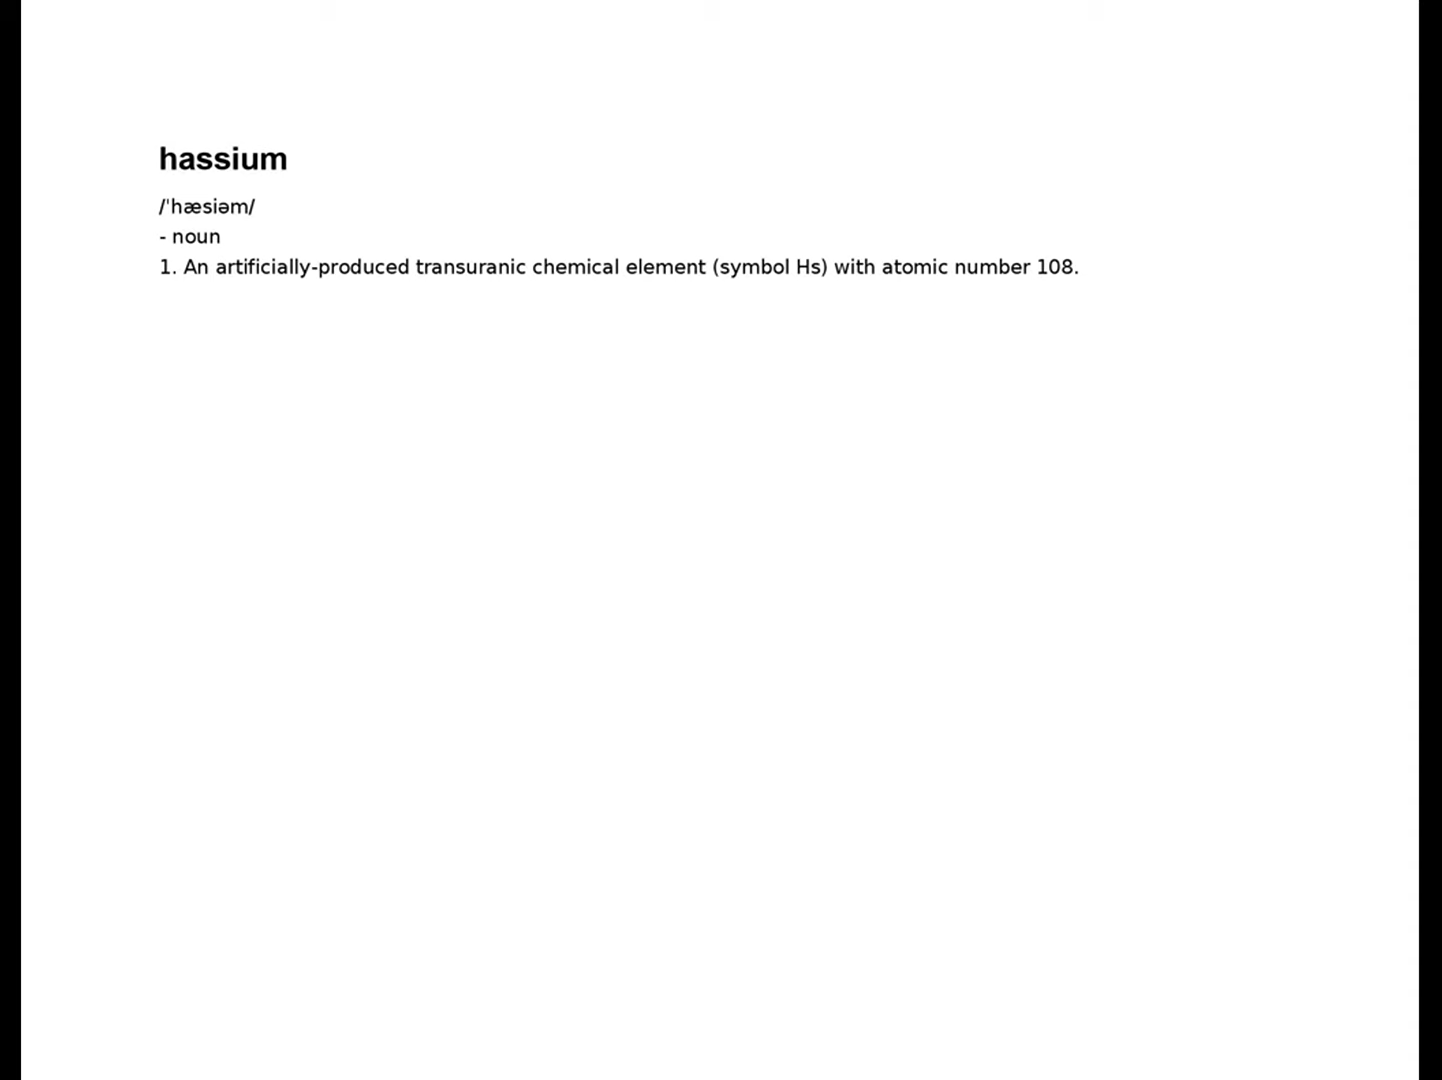 hassium
/ˈhæsiəm/
- noun
1. An artificially-produced transuranic chemical element (symbol Hs) with atomic number 108.